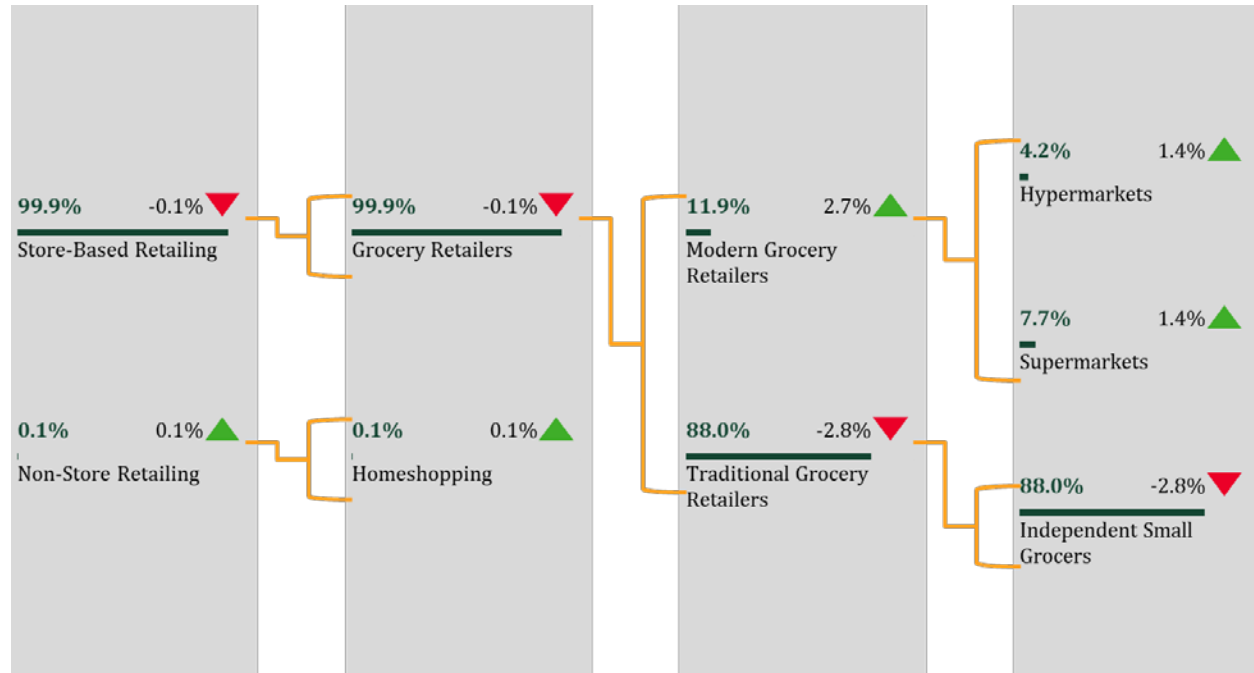 99.9% -0.1%
Store-Based Retailing
0.1% 0.1%
Non-Store Retailing
99.9% -0.1%
Grocery Retailers
0.1% 0.1%
Homeshopping
11.9% 2.7%
Modern Grocery
Retailers
88.0% -2.8%
Traditional Grocery
Retailers
4.2% 1.4%
Hypermarkets
7.7% 1.4%
Supermarkets
88.0% -2.8%
Independent Small
Grocers